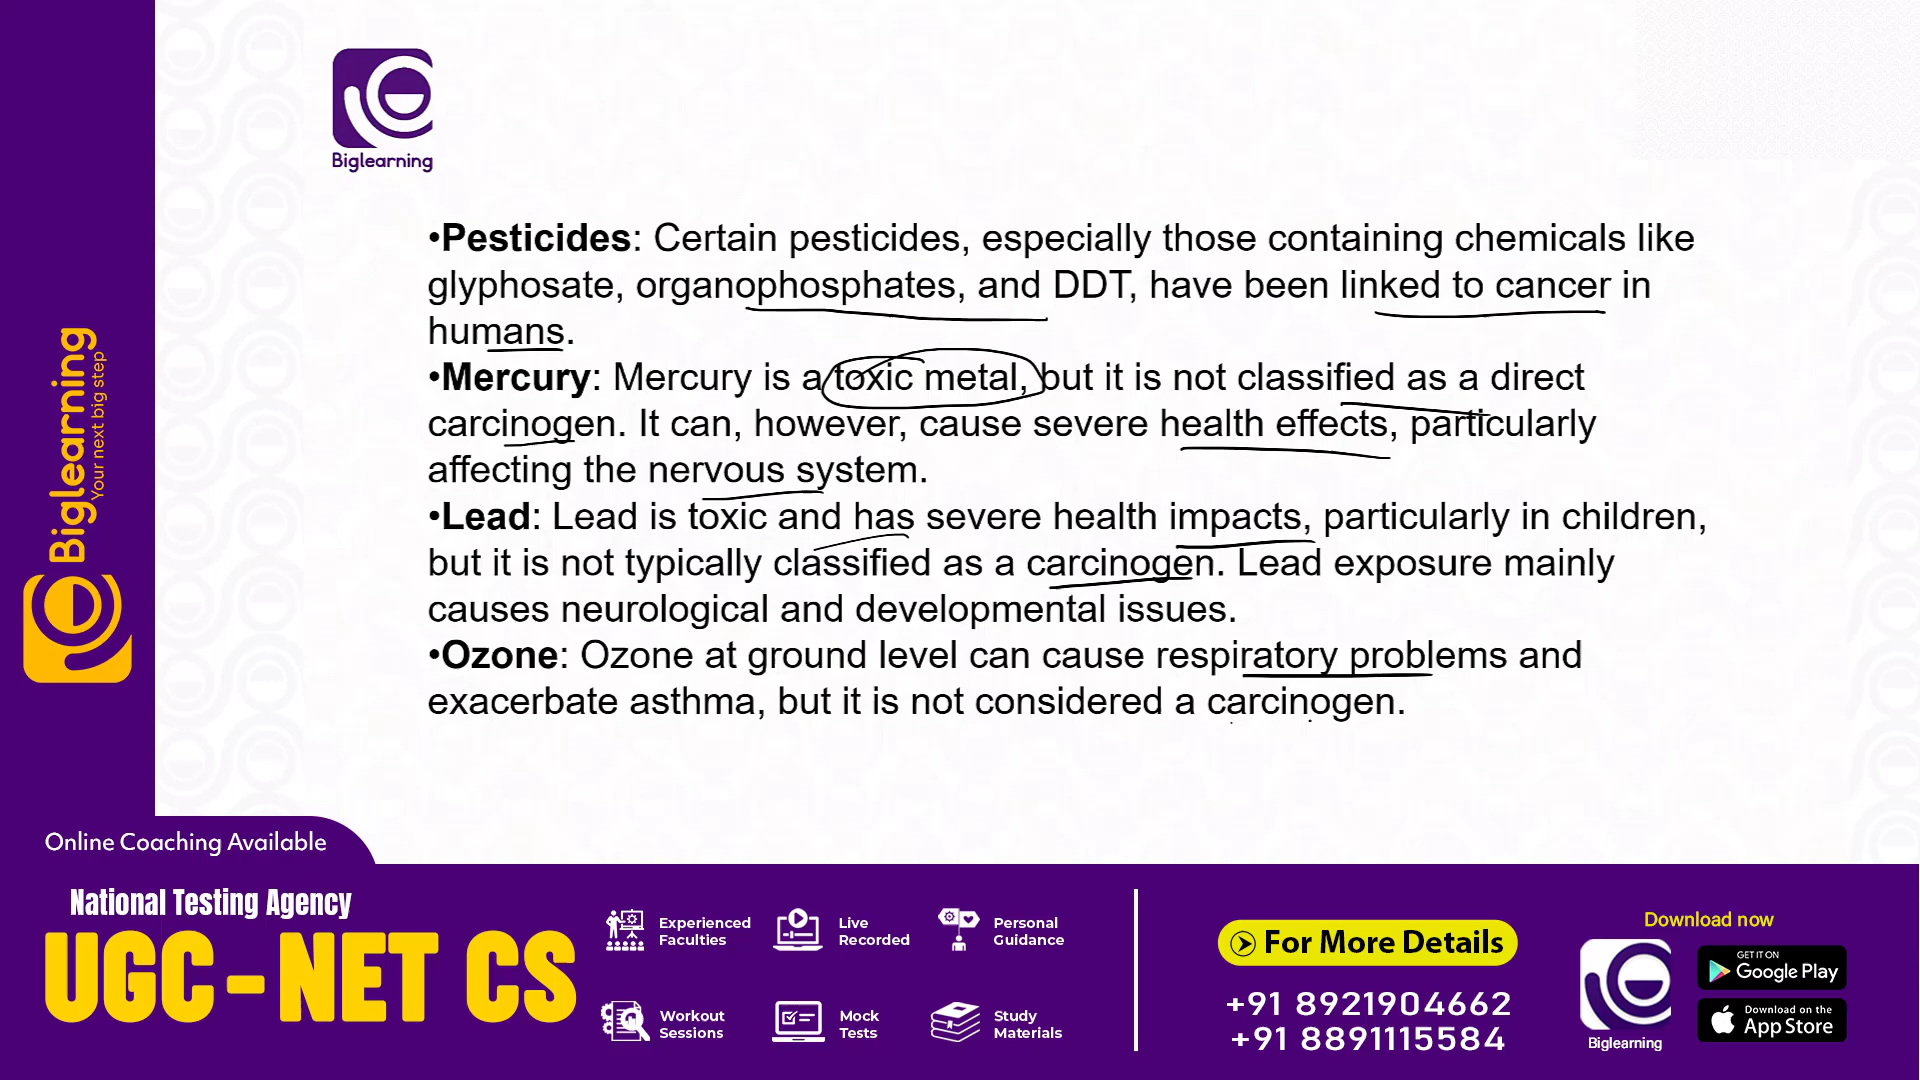 Biglearning
•Pesticides: Certain pesticides, especially those containing chemicals like
glyphosate, organophosphates, and DDT, have been linked to cancer in
humans.
•Mercury: Mercury is a toxic metal, but it is not classified as a direct
carcinogen. It can, however, cause severe health effects, particularly
affecting the nervous system.
•Lead: Lead is toxic and has severe health impacts, particularly in children,
but it is not typically classified as a carcinogen. Lead exposure mainly
causes neurological and developmental issues.
•Ozone: Ozone at ground level can cause respiratory problems and
exacerbate asthma, but it is not considered a carcinogen.
Biglearning
Your next big step
Online Coaching Available
National Testing Agency
UGC-NET CS
Experienced
Faculties
Live
Recorded
Personal
Guidance
Workout
Sessions
Mock
Tests
Study
Materials
For More Details
+91 8921904662
+91 8891115584
Download now
Biglearning
GET IT ON
Google Play
Download on the
App Store